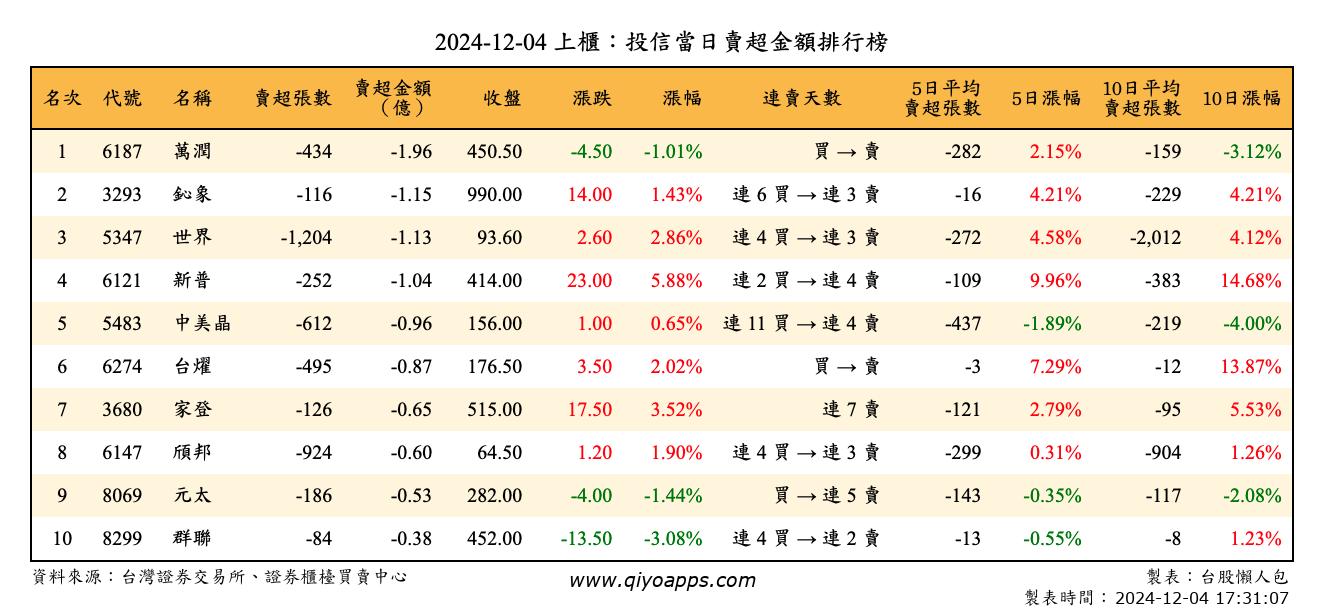 2024-12-04 上櫃：投信當日賣超金額排行榜
名次 代號 名稱 賣超張數 賣超金額（億） 收盤 漲跌 漲幅 連賣天數 5日平均賣超張數 5日漲幅 10日平均賣超張數 10日漲幅
1 6187 萬潤 -434 -1.96 450.50 -4.50 -1.01% 買 → 賣 -282 2.15% -159 -3.12%
2 3293 鈊象 -116 -1.15 990.00 14.00 1.43% 連 6 買 → 連 3 賣 -16 4.21% -229 4.21%
3 5347 世界 -1,204 -1.13 93.60 2.60 2.86% 連 4 買 → 連 3 賣 -272 4.58% -2,012 4.12%
4 6121 新普 -252 -1.04 414.00 23.00 5.88% 連 2 買 → 連 4 賣 -109 9.96% -383 14.68%
5 5483 中美晶 -612 -0.96 156.00 1.00 0.65% 連 11 買 → 連 4 賣 -437 -1.89% -219 -4.00%
6 6274 台燿 -495 -0.87 176.50 3.50 2.02% 買 → 賣 -3 7.29% -12 13.87%
7 3680 家登 -126 -0.65 515.00 17.50 3.52% 連 7 賣 -121 2.79% -95 5.53%
8 6147 頎邦 -924 -0.60 64.50 1.20 1.90% 連 4 買 → 連 3 賣 -299 0.31% -904 1.26%
9 8069 元太 -186 -0.53 282.00 -4.00 -1.44% 買 → 連 5 賣 -143 -0.35% -117 -2.08%
10 8299 群聯 -84 -0.38 452.00 -13.50 -3.08% 連 4 買 → 連 2 賣 -13 -0.55% -8 1.23%
資料來源：台灣證券交易所、證券櫃檯買賣中心 www.qiyoapps.com 製表：台股懶人包
製表時間：2024-12-04 17:31:07